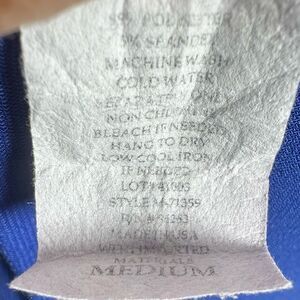 POLYESTER
MACHINE WASH
COLD WATER
NON CHLORINE
BLEACH IF NEEDED
HANG TO DRY
LOW COOL IRON
IF NEEDED
STYLE M-71359
MADE IN USA
WITH IMPORTED
MATERIALS
MEDIUM